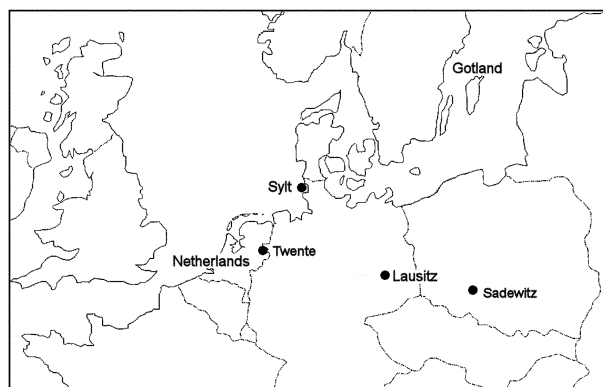 Gotland
Sylt
Netherlands
Twente
Lausitz
Sadewitz